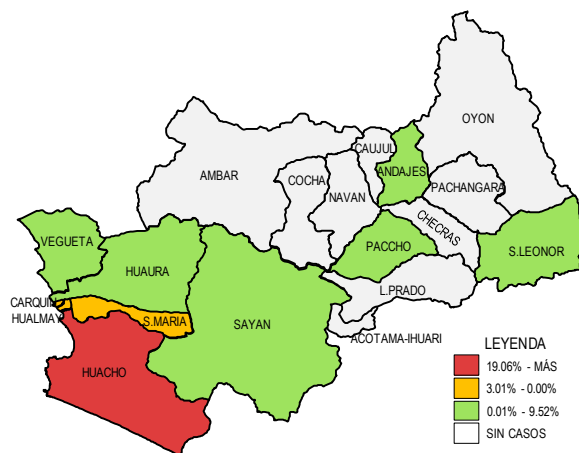 OYON
CAUJUL
ANDAJES
AMBAR
COCHA
NAVAN
PACHANGARA
CHECRAS
VEGUETA
HUAURA
PACCHO
S.LEONOR
L.PRADO
CARQUIN
HUALMAY
S.MARIA
SAYAN
ACOTAMA-IHUARI
HUACHO
LEYENDA
19.06% - MÁS
3.01% - 0.00%
0.01% - 9.52%
SIN CASOS